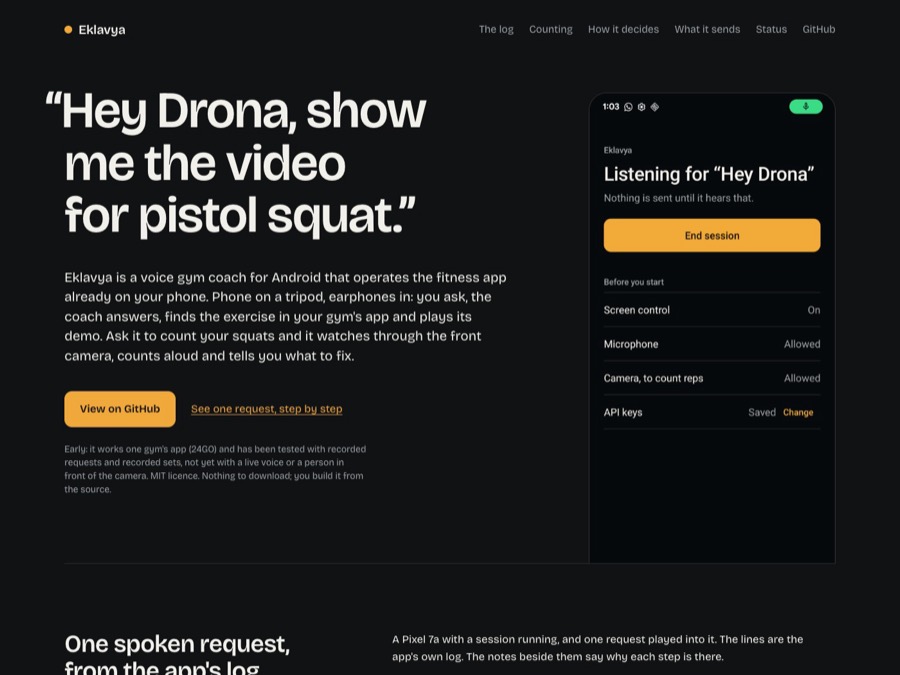 Eklavya
The log Counting How it decides What it sends Status GitHub
“Hey Drona, show
me the video
for pistol squat.”
Eklavya is a voice gym coach for Android that operates the fitness app
already on your phone. Phone on a tripod, earphones in: you ask, the
coach answers, finds the exercise in your gym's app and plays its
demo. Ask it to count your squats and it watches through the front
camera, counts aloud and tells you what to fix.
View on GitHub
See one request, step by step
Early: it works one gym's app (24GO) and has been tested with recorded
requests and recorded sets, not yet with a live voice or a person in
front of the camera. MIT licence. Nothing to download; you build it from
the source.
1:03
Eklavya
Listening for “Hey Drona”
Nothing is sent until it hears that.
End session
Before you start
Screen control On
Microphone Allowed
Camera, to count reps Allowed
API keys Saved Change
One spoken request,
from the app's log
A Pixel 7a with a session running, and one request played into it. The lines are the
app's own log. The notes beside them say why each step is there.